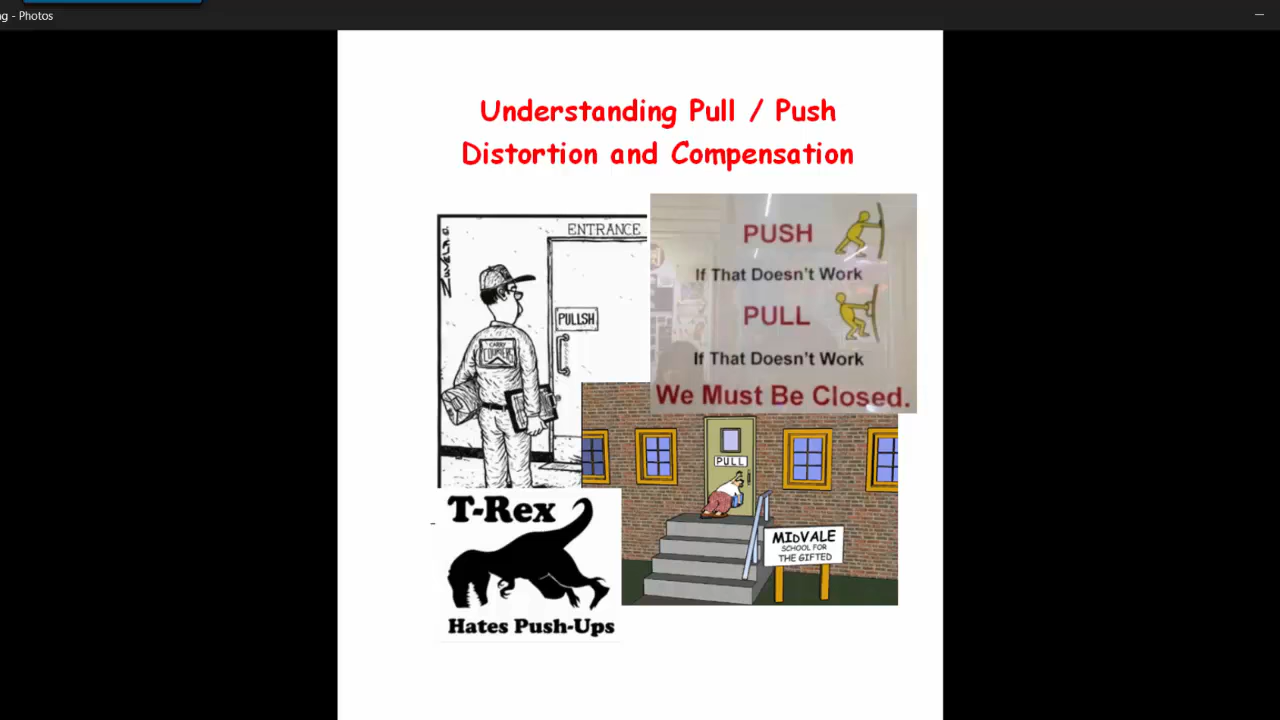 ng - Photos
Understanding Pull / Push
Distortion and Compensation
ENTRANCE
PULLSH
PUSH
If That Doesn't Work
PULL
If That Doesn't Work
We Must Be Closed.
PULL
MIDVALE
SCHOOL FOR
THE GIFTED
T-Rex
Hates Push-Ups